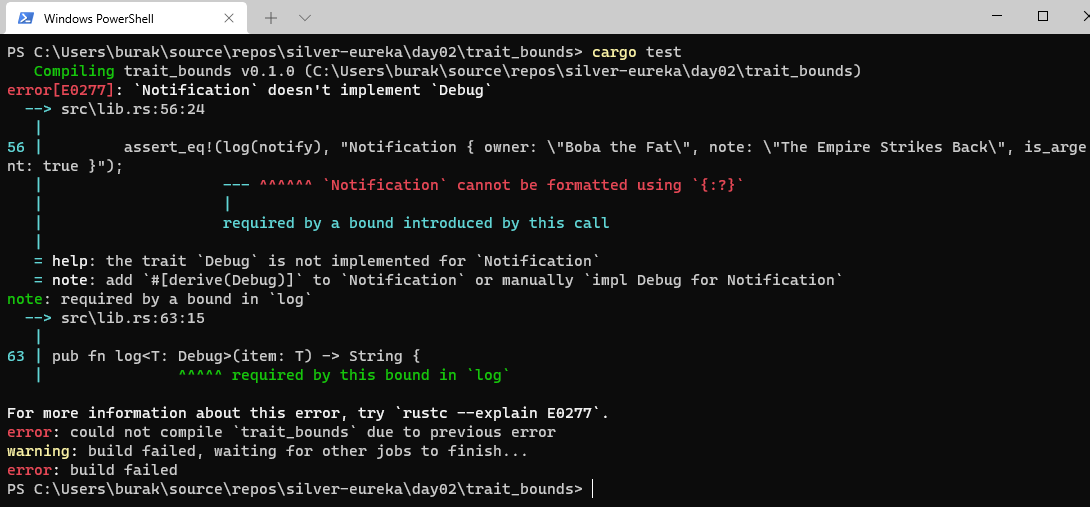 Windows PowerShell
PS C:\Users\burak\source\repos\silver-eureka\day02\trait_bounds> cargo test
   Compiling trait_bounds v0.1.0 (C:\Users\burak\source\repos\silver-eureka\day02\trait_bounds)
error[E0277]: `Notification` doesn't implement `Debug`
  --> src\lib.rs:56:24
   |
56 |         assert_eq!(log(notify), "Notification { owner: \"Boba the Fat\", note: \"The Empire Strikes Back\", is_arge
nt: true }");
   |                    --- ^^^^^^ `Notification` cannot be formatted using `{:?}`
   |                    |
   |                    required by a bound introduced by this call
   |
   = help: the trait `Debug` is not implemented for `Notification`
   = note: add `#[derive(Debug)]` to `Notification` or manually `impl Debug for Notification`
note: required by a bound in `log`
  --> src\lib.rs:63:15
   |
63 | pub fn log<T: Debug>(item: T) -> String {
   |               ^^^^^ required by this bound in `log`

For more information about this error, try `rustc --explain E0277`.
error: could not compile `trait_bounds` due to previous error
warning: build failed, waiting for other jobs to finish...
error: build failed
PS C:\Users\burak\source\repos\silver-eureka\day02\trait_bounds>